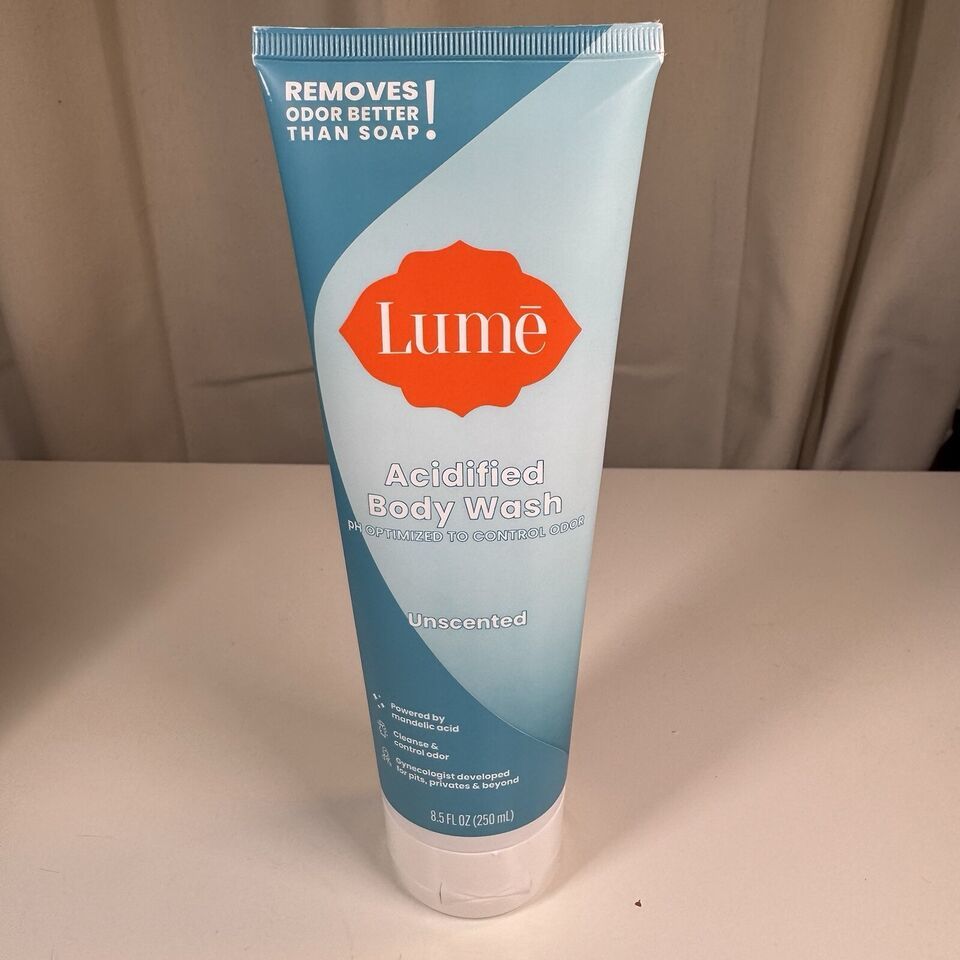 REMOVES
ODOR BETTER
THAN SOAP!
Lumē
Acidified
Body Wash
pH OPTIMIZED TO CONTROL ODOR
Unscented
Powered by
mandelic acid
Cleanse &
control odor
Gynecologist developed
for pits, privates & beyond
8.5 FL OZ (250 mL)